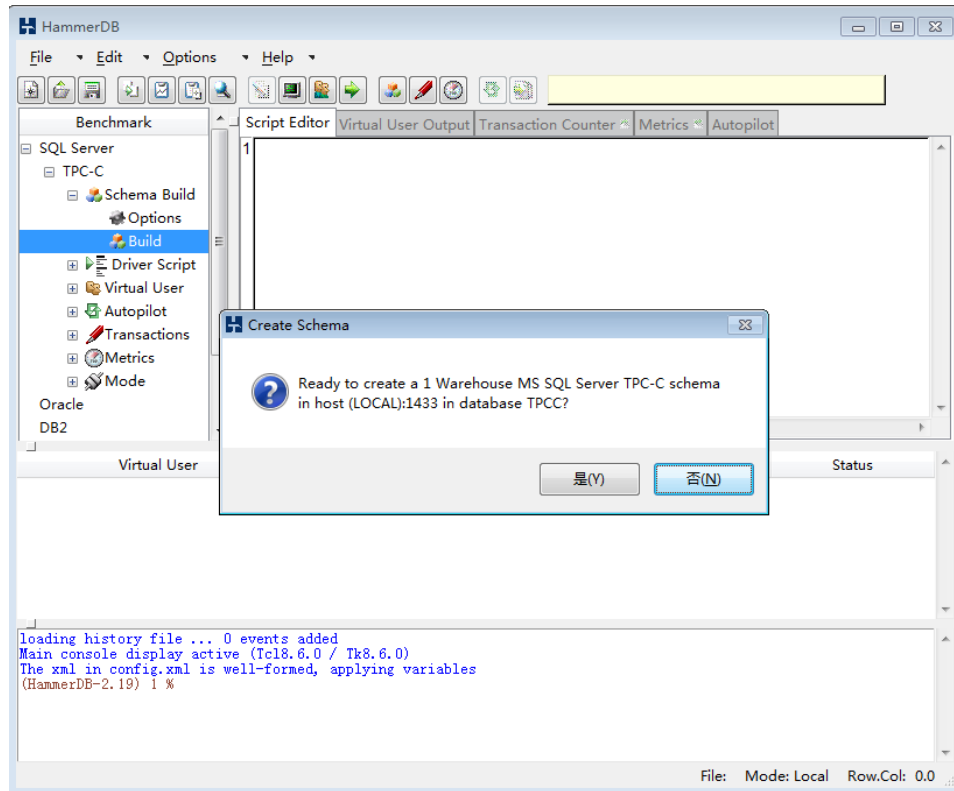 HammerDB
File Edit Options Help
Benchmark
Script Editor Virtual User Output Transaction Counter Metrics Autopilot
SQL Server
1
TPC-C
Schema Build
Options
Build
Driver Script
Virtual User
Autopilot
Transactions
Metrics
Mode
Oracle
DB2
Create Schema
Ready to create a 1 Warehouse MS SQL Server TPC-C schema
in host (LOCAL):1433 in database TPCC?
是(Y) 否(N)
Virtual User Status
loading history file ... 0 events added
Main console display active (Tcl8.6.0 / Tk8.6.0)
The xml in config.xml is well-formed, applying variables
(HammerDB-2.19) 1 %
File: Mode: Local Row.Col: 0.0